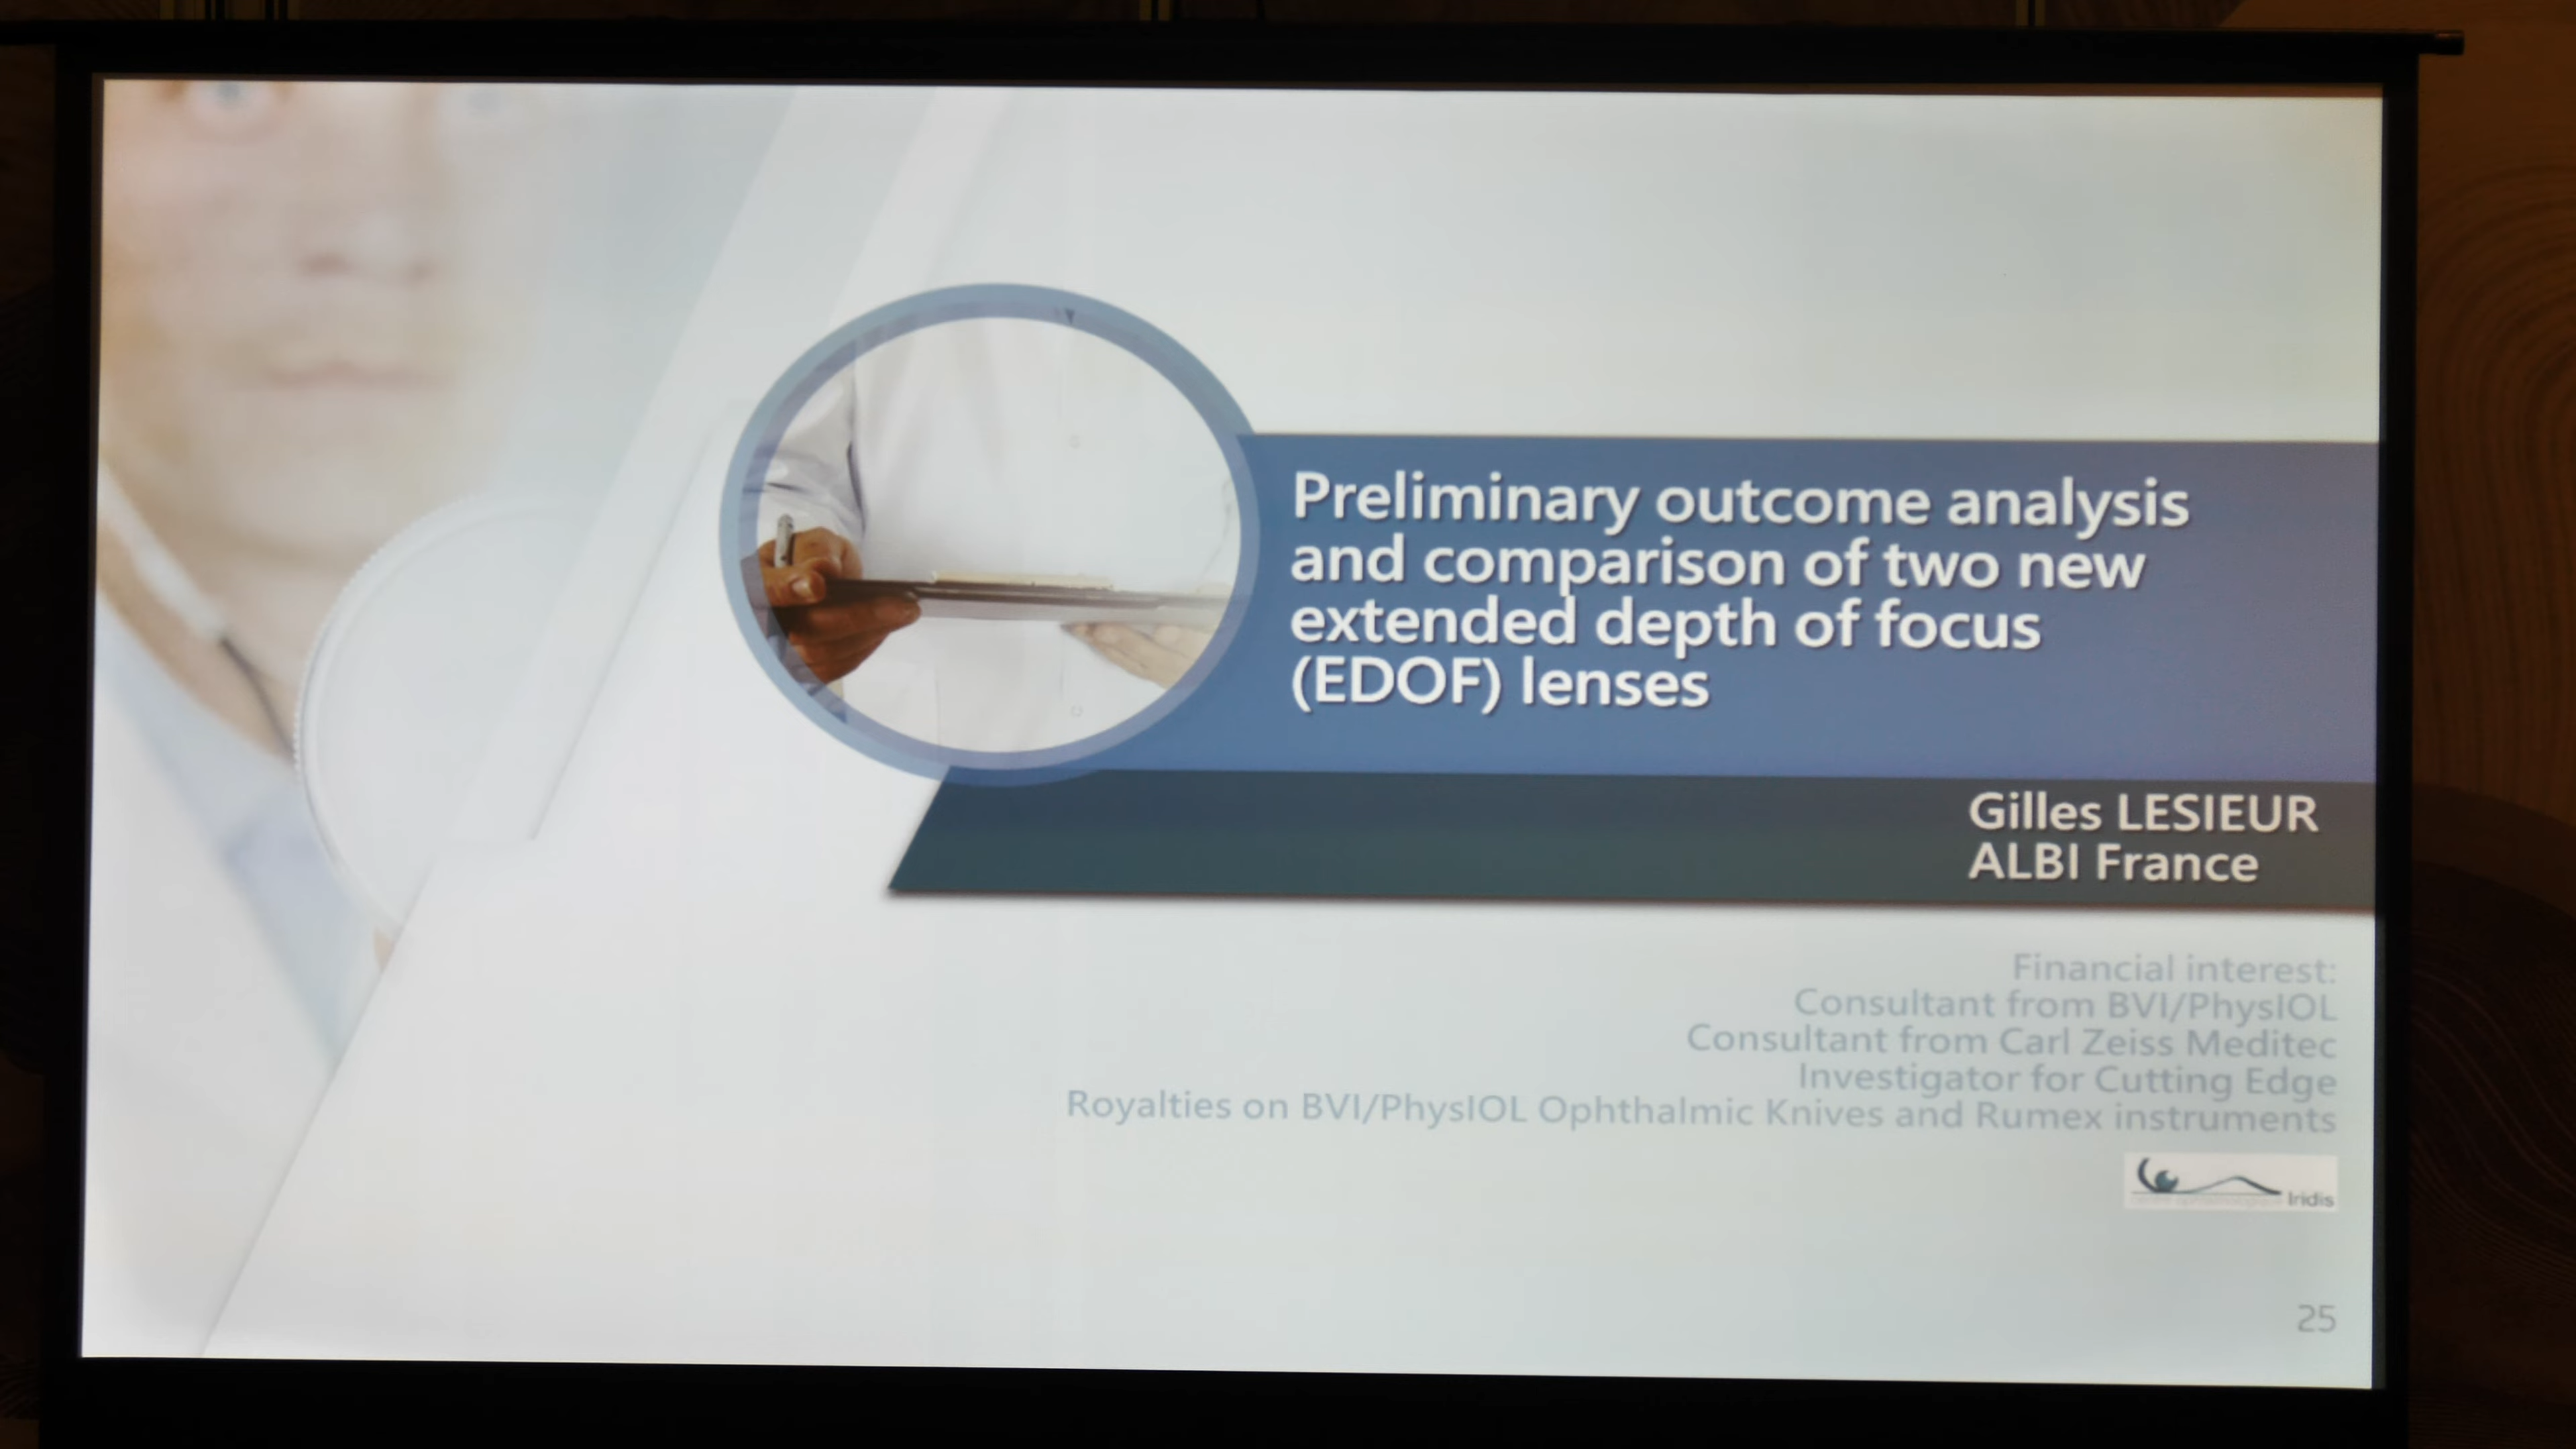 Preliminary outcome analysis
and comparison of two new
extended depth of focus
(EDOF) lenses
Gilles LESIEUR
ALBI France
Financial interest:
Consultant from BVI/PhysIOL
Consultant from Carl Zeiss Meditec
Investigator for Cutting Edge
Royalties on BVI/PhysIOL Ophthalmic Knives and Rumex instruments
Iridis
25